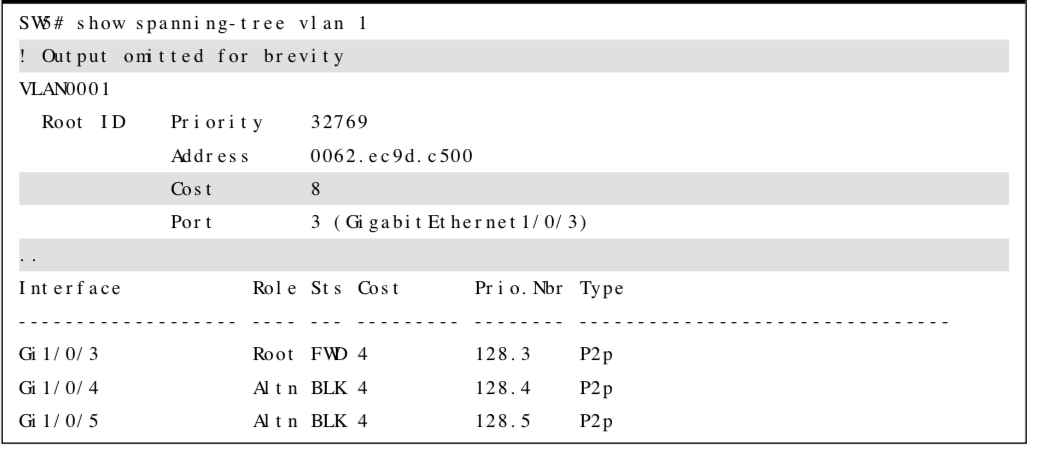 SW5# show spanning-tree vlan 1
! Output omitted for brevity
VLAN0001
Root ID Priority 32769
Address 0062.ec9d.c500
Cost 8
Port 3 (GigabitEthernet1/0/3)
..
Interface Role Sts Cost Prio.Nbr Type
------------------- ---- --- --------- -------- --------------------------------
Gi1/0/3 Root FWD 4 128.3 P2p
Gi1/0/4 Altn BLK 4 128.4 P2p
Gi1/0/5 Altn BLK 4 128.5 P2p